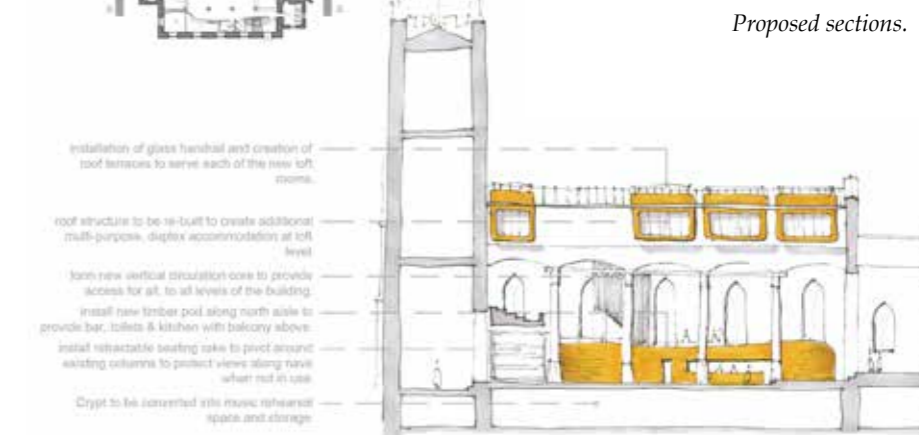 Proposed sections.
installation of glass handrail and creation of
roof terraces to serve each of the new loft
rooms.
roof structure to be re-built to create additional
multi-purpose, duplex accommodation at loft
level.
form new vertical circulation core to provide
access for all, to all levels of the building.
install new timber pod along north aisle to
provide bar, toilets & kitchen with balcony above.
install retractable seating rake to pivot around
existing columns to protect views along nave
when not in use.
Crypt to be converted into music rehearsal
space and storage.